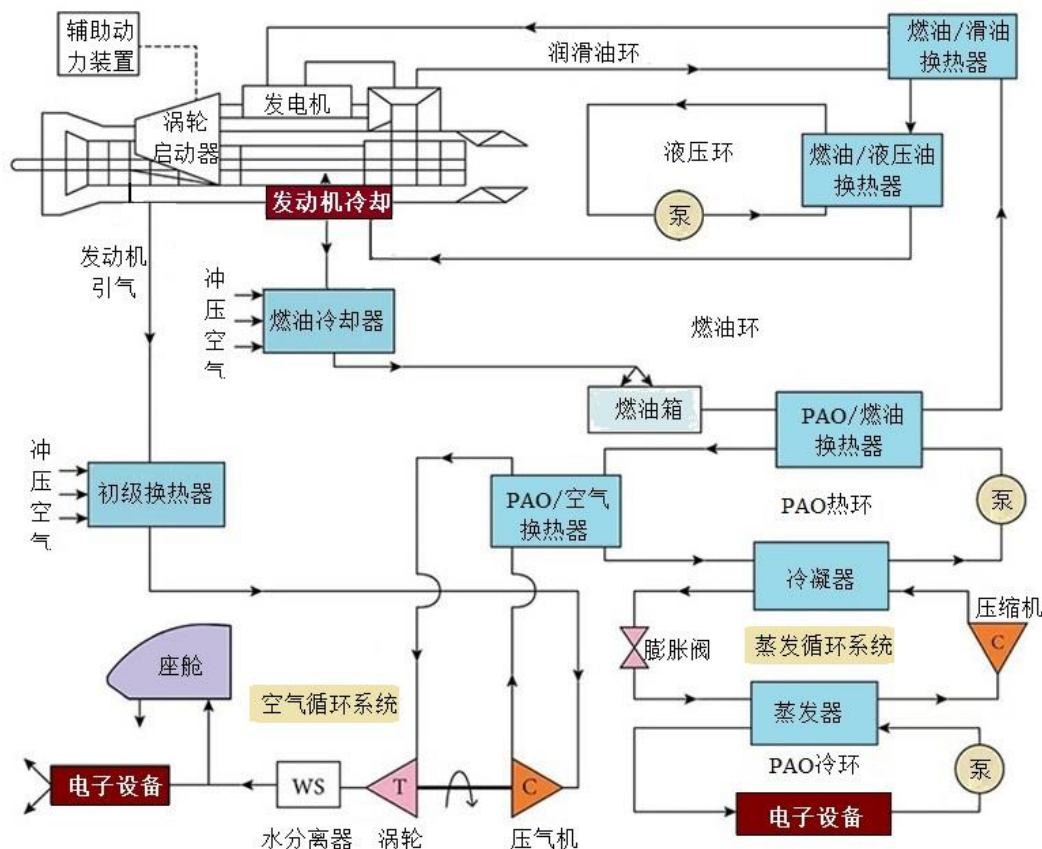 辅助动
力装置
润滑油环
燃油/滑油
换热器
发电机
涡轮
启动器
液压环
燃油/液压油
换热器
泵
发动机冷却
发动机
引气
冲
压
空
气
燃油冷却器
燃油环
燃油箱
PAO/燃油
换热器
冲
压
空
气
初级换热器
PAO/空气
换热器
PAO热环
泵
冷凝器
压缩机
C
膨胀阀
蒸发循环系统
座舱
空气循环系统
蒸发器
PAO冷环
泵
电子设备
WS
T
C
电子设备
水分离器
涡轮
压气机